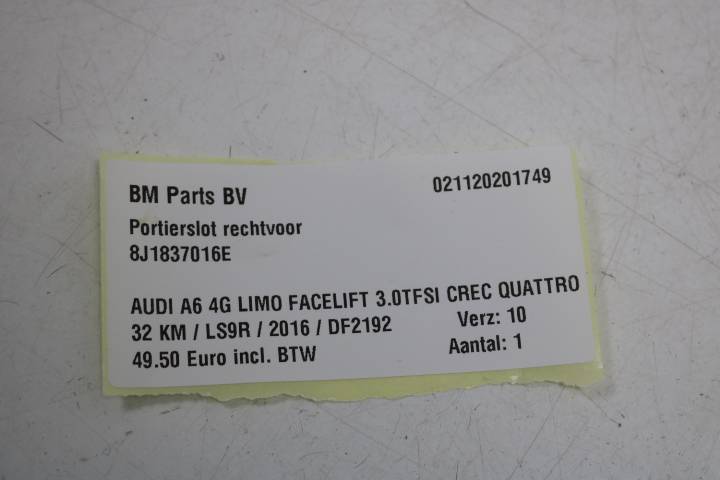 BM Parts BV 021120201749
Portierslot rechtvoor
8J1837016E
AUDI A6 4G LIMO FACELIFT 3.0TFSI CREC QUATTRO
32 KM / LS9R / 2016 / DF2192 Verz: 10
49.50 Euro incl. BTW Aantal: 1